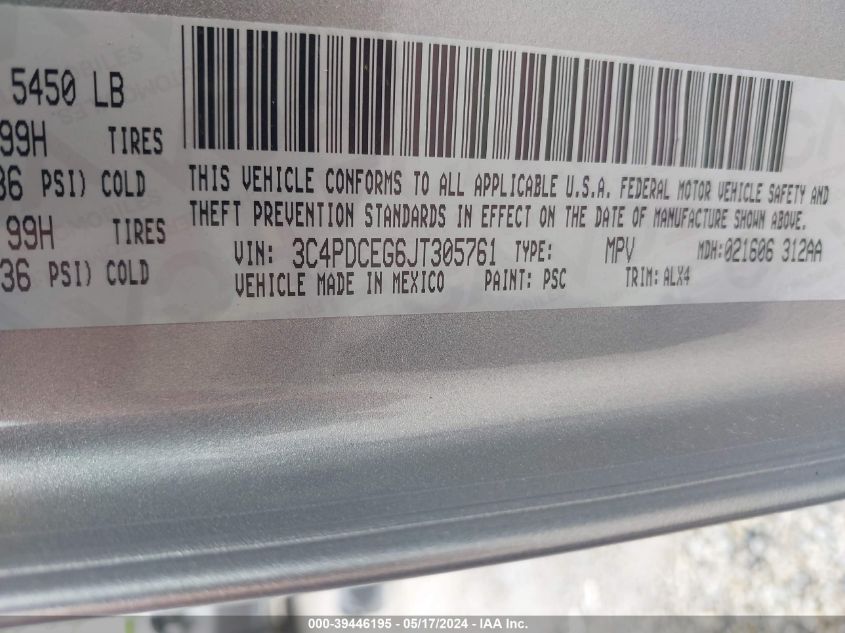 5450 LB
99H TIRES
36 PSI) COLD
99H TIRES
36 PSI) COLD
THIS VEHICLE CONFORMS TO ALL APPLICABLE U.S.A. FEDERAL MOTOR VEHICLE SAFETY AND
THEFT PREVENTION STANDARDS IN EFFECT ON THE DATE OF MANUFACTURE SHOWN ABOVE.
VIN: 3C4PDCEG6JT305761 TYPE: MPV MDH:021606 312AA
VEHICLE MADE IN MEXICO PAINT: PSC TRIM: ALX4
000-39446195 - 05/17/2024 - IAA Inc.